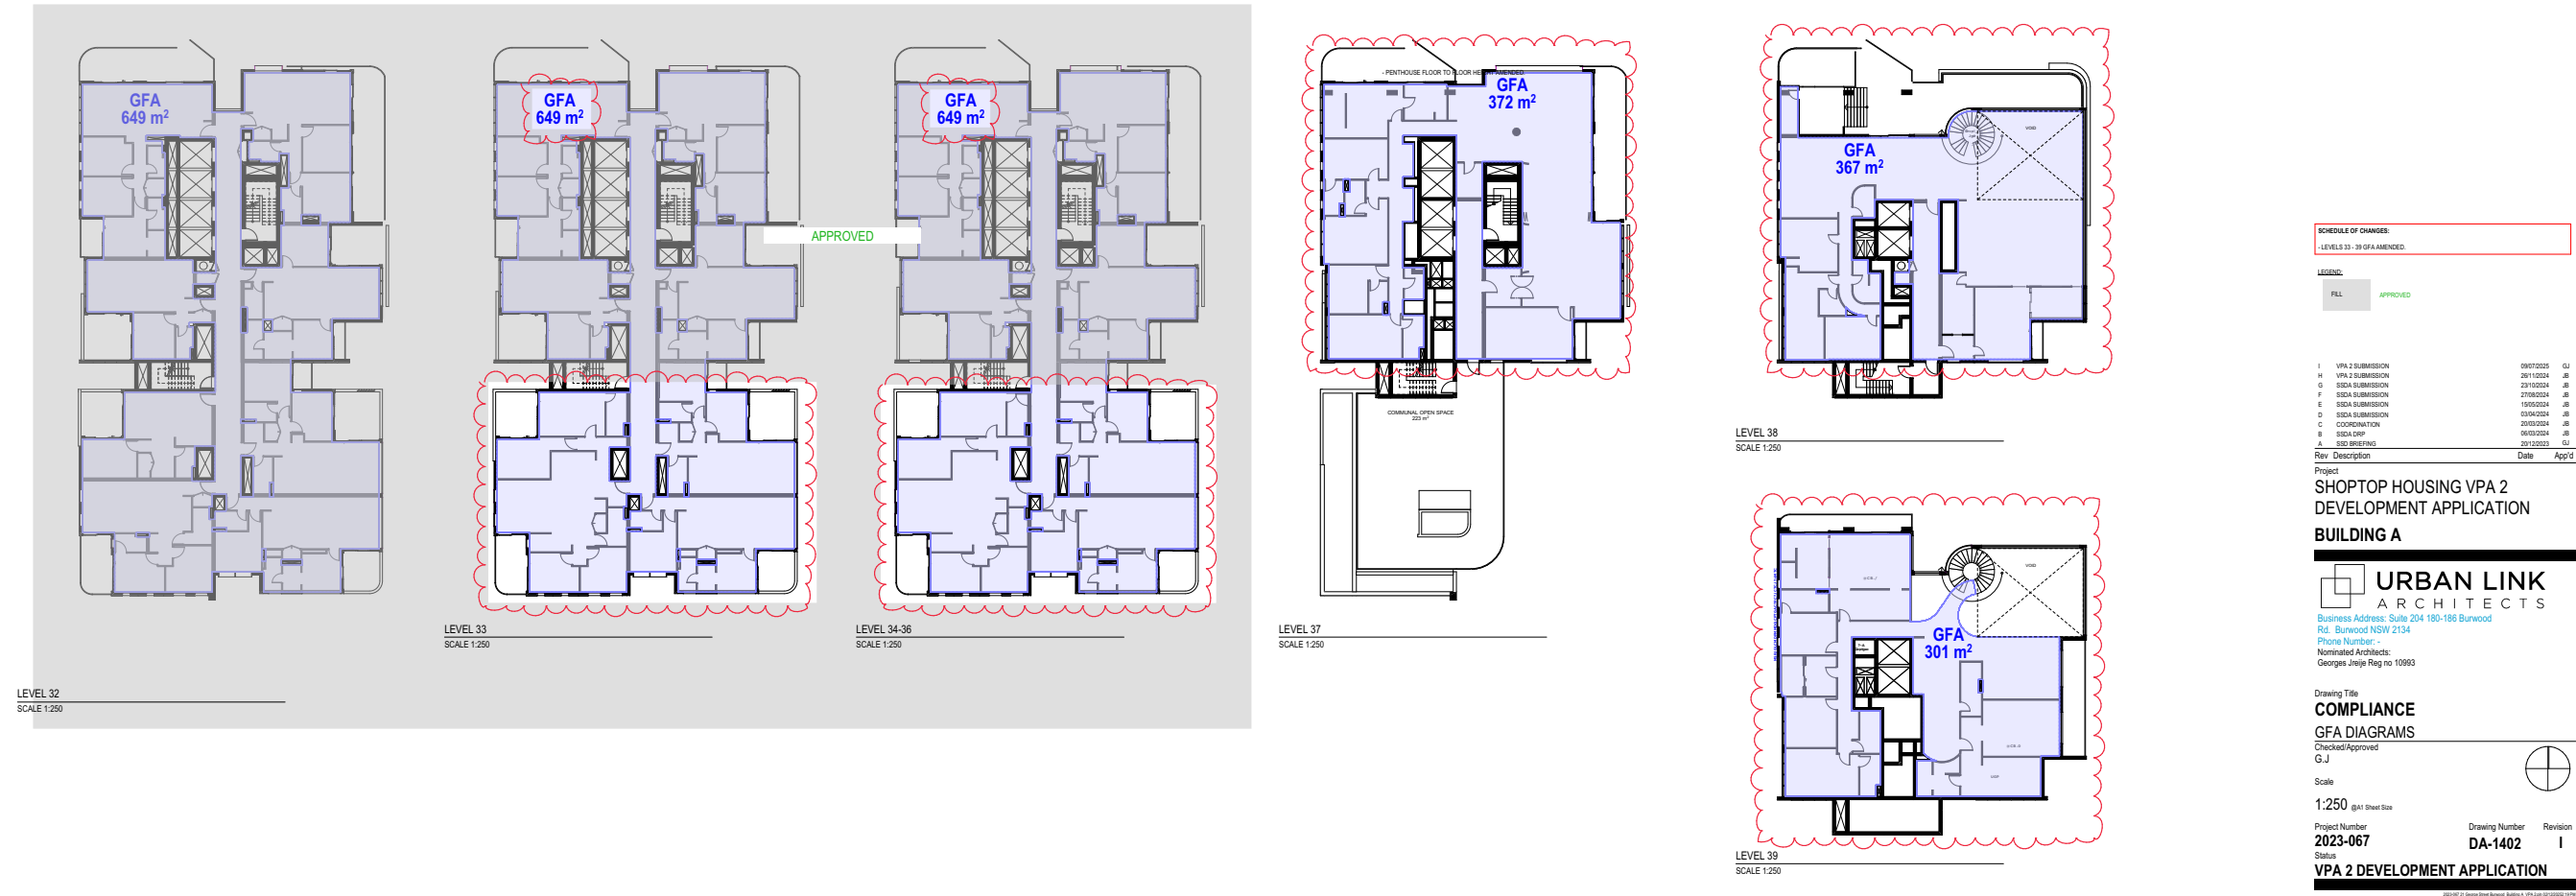 GFA
649 m²
LEVEL 32
SCALE 1:250
GFA
649 m²
LEVEL 33
SCALE 1:250
APPROVED
GFA
649 m²
LEVEL 34-36
SCALE 1:250
GFA
372 m²
COMMUNAL OPEN SPACE
223 m²
LEVEL 37
SCALE 1:250
GFA
367 m²
VOID
LEVEL 38
SCALE 1:250
VOID
GFA
301 m²
LEVEL 39
SCALE 1:250
SCHEDULE OF CHANGES:
- LEVELS 33 - 39 GFA AMENDED.
LEGEND:
FILL APPROVED
I VPA 2 SUBMISSION 09/07/2025 GJ
H VPA 2 SUBMISSION 26/11/2024 JB
G SSDA SUBMISSION 23/10/2024 JB
F SSDA SUBMISSION 27/08/2024 JB
E SSDA SUBMISSION 15/05/2024 JB
D SSDA SUBMISSION 03/04/2024 JB
C COORDINATION 20/03/2024 JB
B SSDA DRP 06/03/2024 JB
A SSD BRIEFING 20/12/2023 GJ
Rev Description Date App'd
Project
SHOPTOP HOUSING VPA 2
DEVELOPMENT APPLICATION
BUILDING A
URBAN LINK
ARCHITECTS
Business Address: Suite 204 180-186 Burwood
Rd. Burwood NSW 2134
Phone Number: -
Nominated Architects:
Georges Jreije Reg no 10993
Drawing Title
COMPLIANCE
GFA DIAGRAMS
Checked/Approved
G.J
Scale
1:250 @A1 Sheet Size
Project Number Drawing Number Revision
2023-067 DA-1402 I
Status
VPA 2 DEVELOPMENT APPLICATION